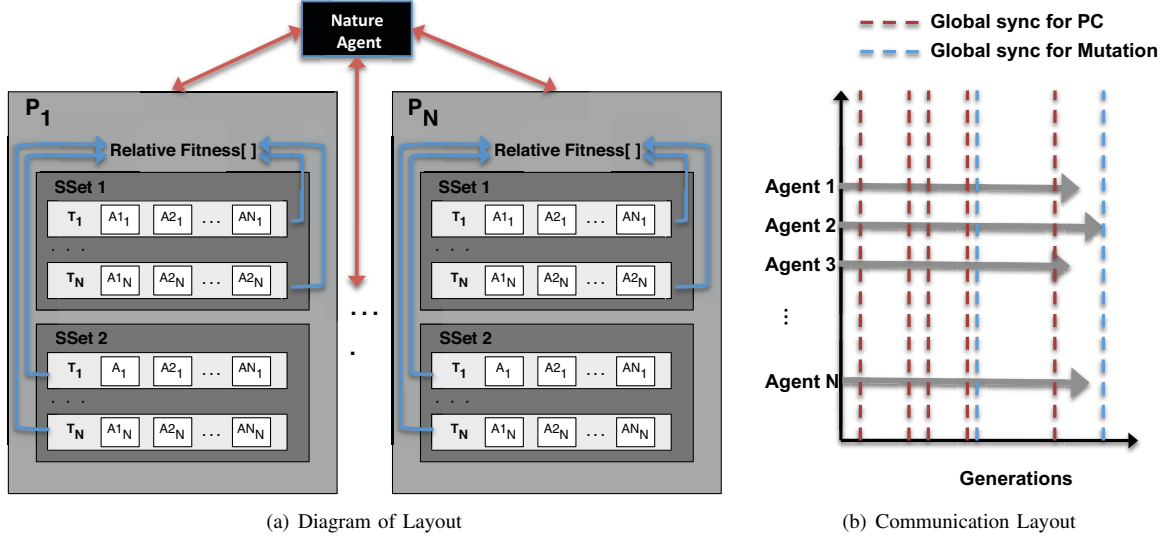 Nature
Agent
P1
Relative Fitness[ ]
SSet 1
T1 A11 A21 ... AN1
. . .
TN A1N A2N ... A2N
SSet 2
T1 A1 A21 ... AN1
. . .
TN A1N A2N ... ANN
. . .
.
PN
Relative Fitness[ ]
SSet 1
T1 A11 A21 ... AN1
. . .
TN A1N A2N ... A2N
SSet 2
T1 A1 A21 ... AN1
. . .
TN A1N A2N ... ANN
(a) Diagram of Layout
Global sync for PC
Global sync for Mutation
Agent 1
Agent 2
Agent 3
...
Agent N
Generations
(b) Communication Layout